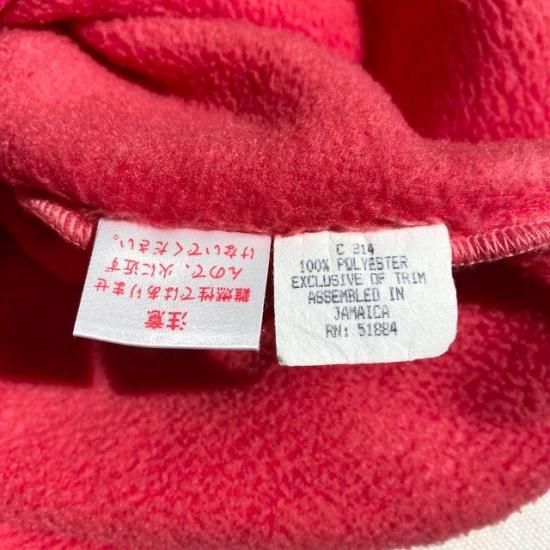 注意
難燃性ではありませ
んので、火に近ず
けないでください。
C 314
100% POLYESTER
EXCLUSIVE OF TRIM
ASSEMBLED IN
JAMAICA
RN: 51884